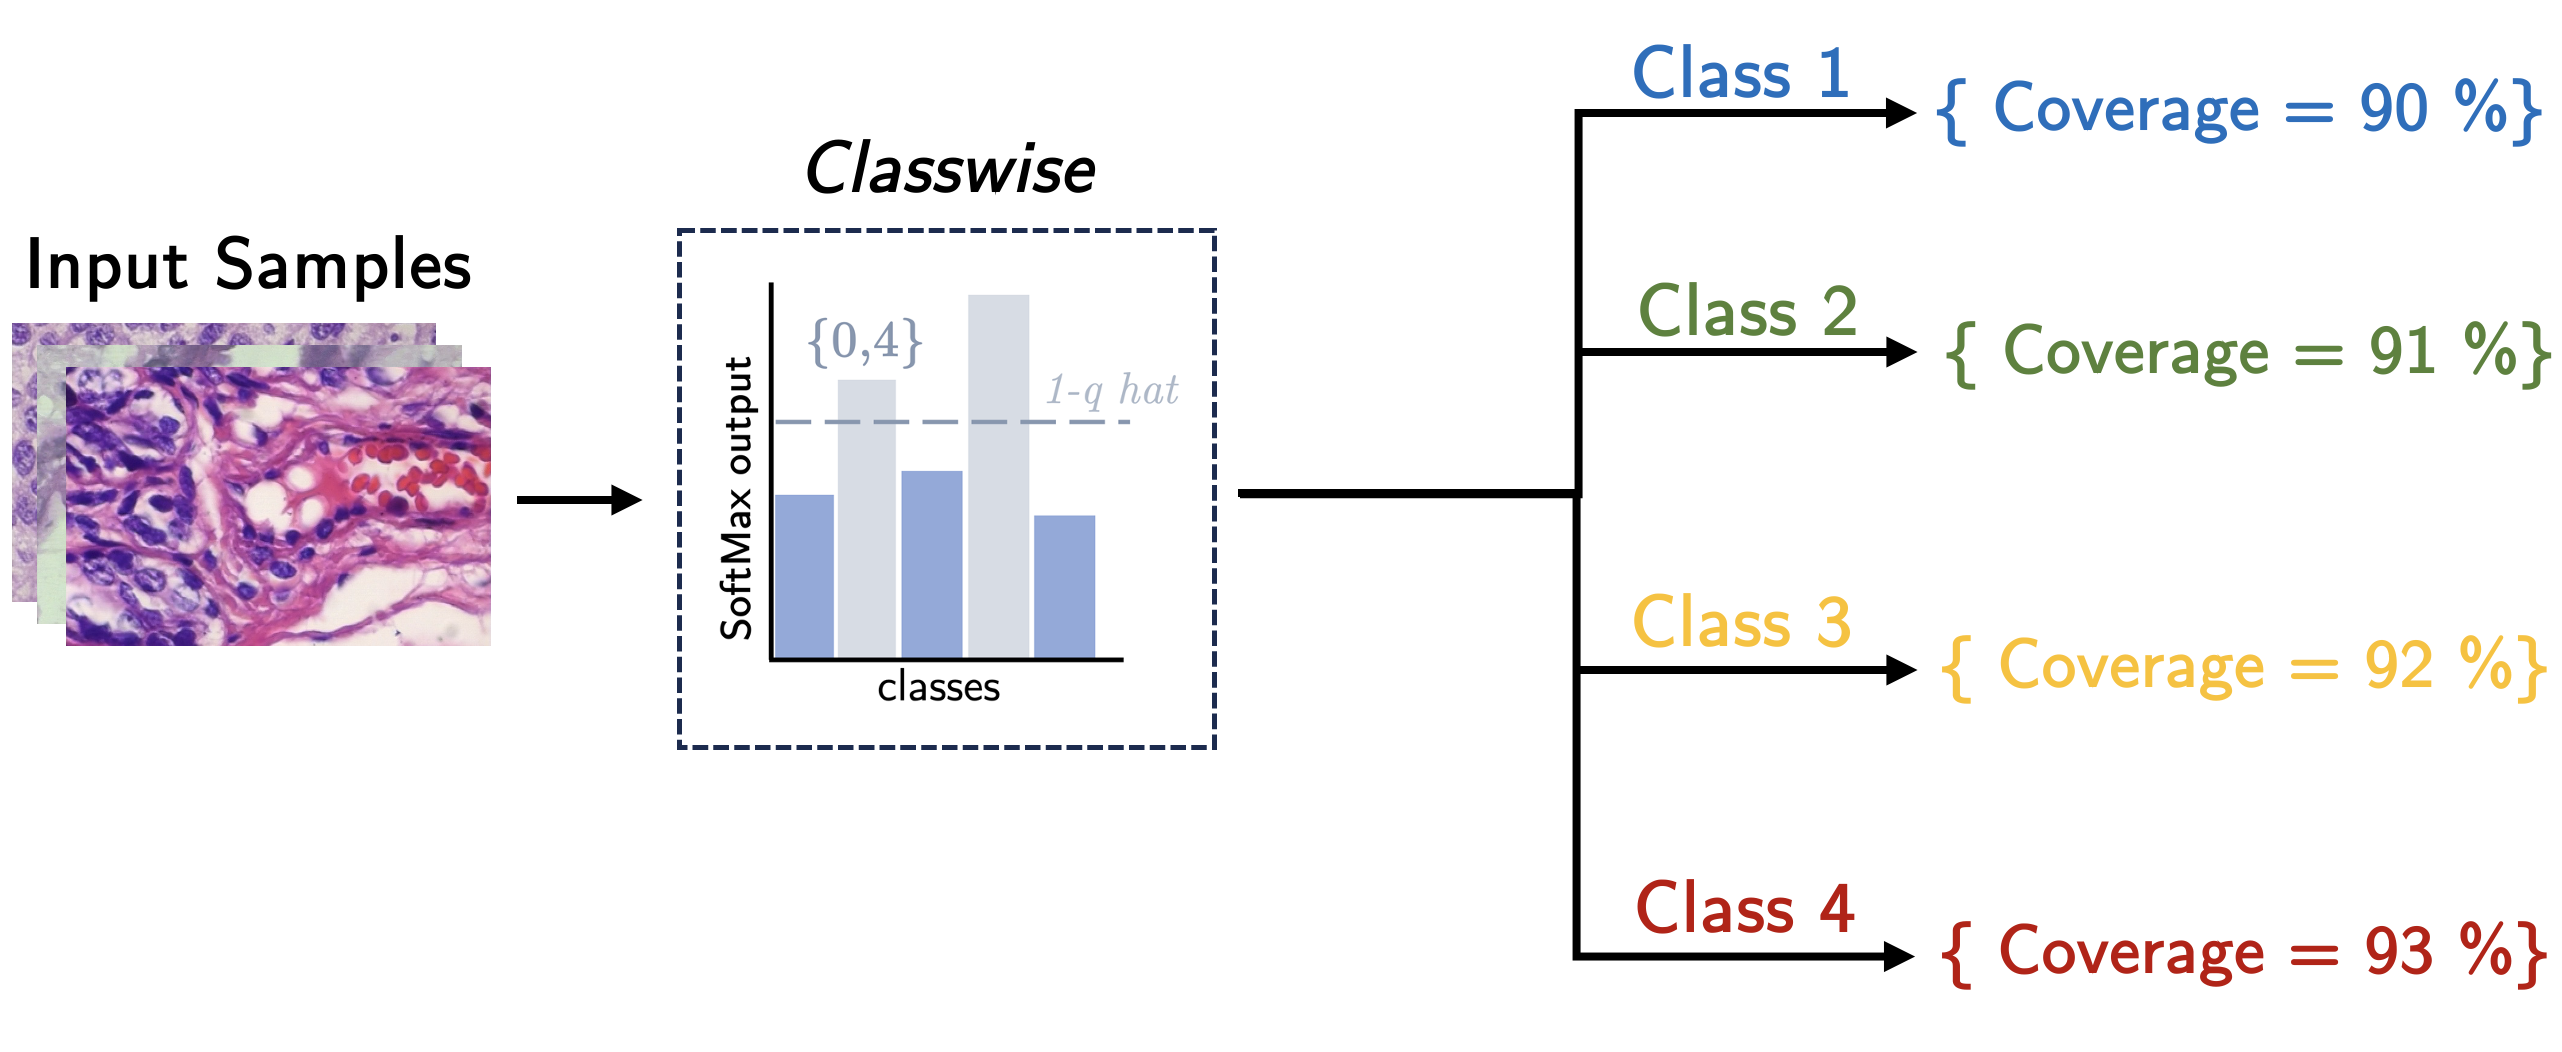 Input Samples
Classwise
{0,4}
1-q hat
SoftMax output
classes
Class 1
{ Coverage = 90 %}
Class 2
{ Coverage = 91 %}
Class 3
{ Coverage = 92 %}
Class 4
{ Coverage = 93 %}